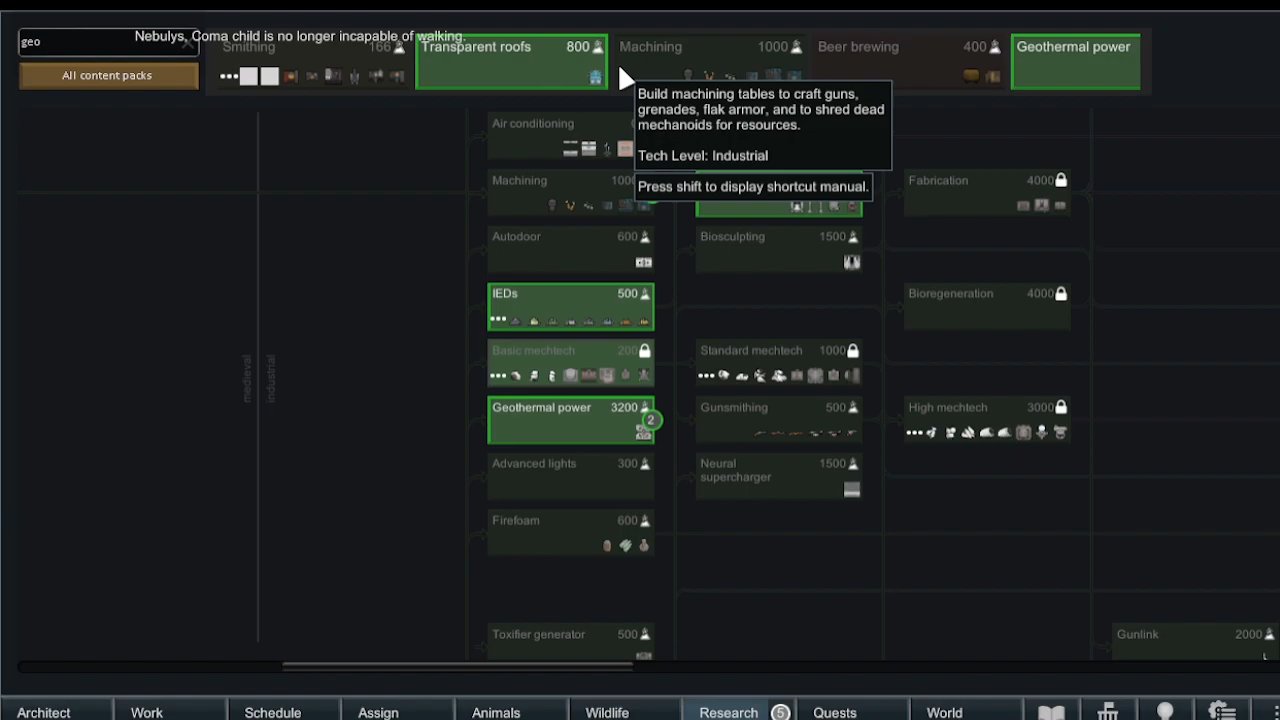 geo
Nebulys, Coma child is no longer incapable of walking.
All content packs
Smithing 166
Transparent roofs 800
Machining 1000
Beer brewing 400
Geothermal power
Build machining tables to craft guns,
grenades, flak armor, and to shred dead
mechanoids for resources.
Tech Level: Industrial
Press shift to display shortcut manual.
medieval
industrial
Air conditioning
Machining 1000
Autodoor 600
IEDs 500
Basic mechtech 200
Geothermal power 3200
2
Advanced lights 300
Firefoam 600
Toxifier generator 500
Biosculpting 1500
Standard mechtech 1000
Gunsmithing 500
Neural
supercharger 1500
Fabrication 4000
Bioregeneration 4000
High mechtech 3000
Gunlink 2000
Architect
Work
Schedule
Assign
Animals
Wildlife
Research 5
Quests
World